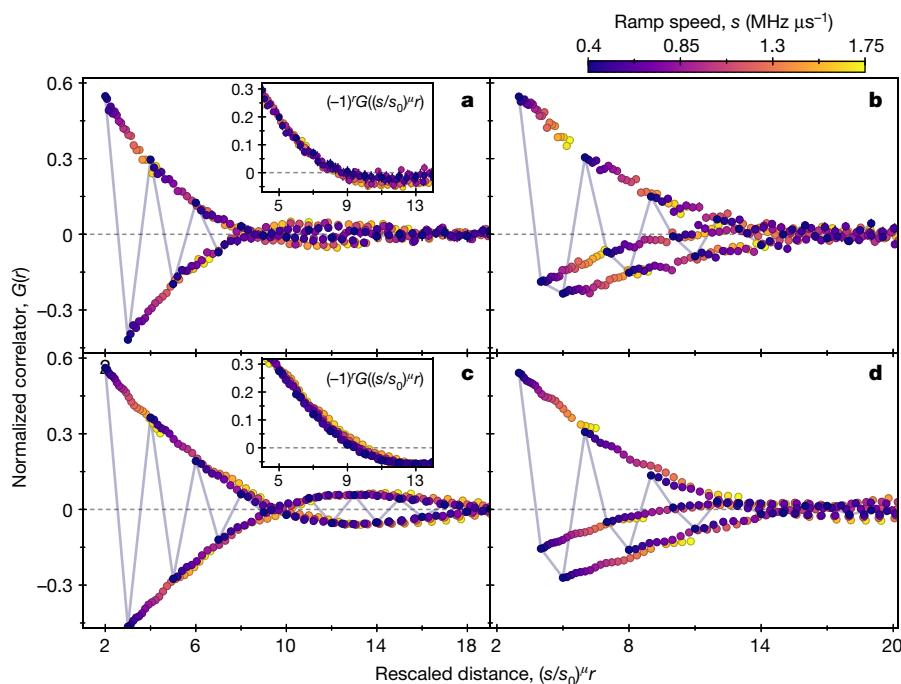 Ramp speed, s (MHz μs⁻¹)
0.4 0.85 1.3 1.75
0.6
0.3
0
–0.3
a
0.3
0.2
0.1
0
(-1)ʳG((s/s₀)^μ r)
5 9 13
b
0.6
0.3
0
–0.3
c
0.3
0.2
0.1
0
(-1)ʳG((s/s₀)^μ r)
5 9 13
d
2 6 10 14 18
2 8 14 20
Normalized correlator, G(r)
Rescaled distance, (s/s₀)^μ r